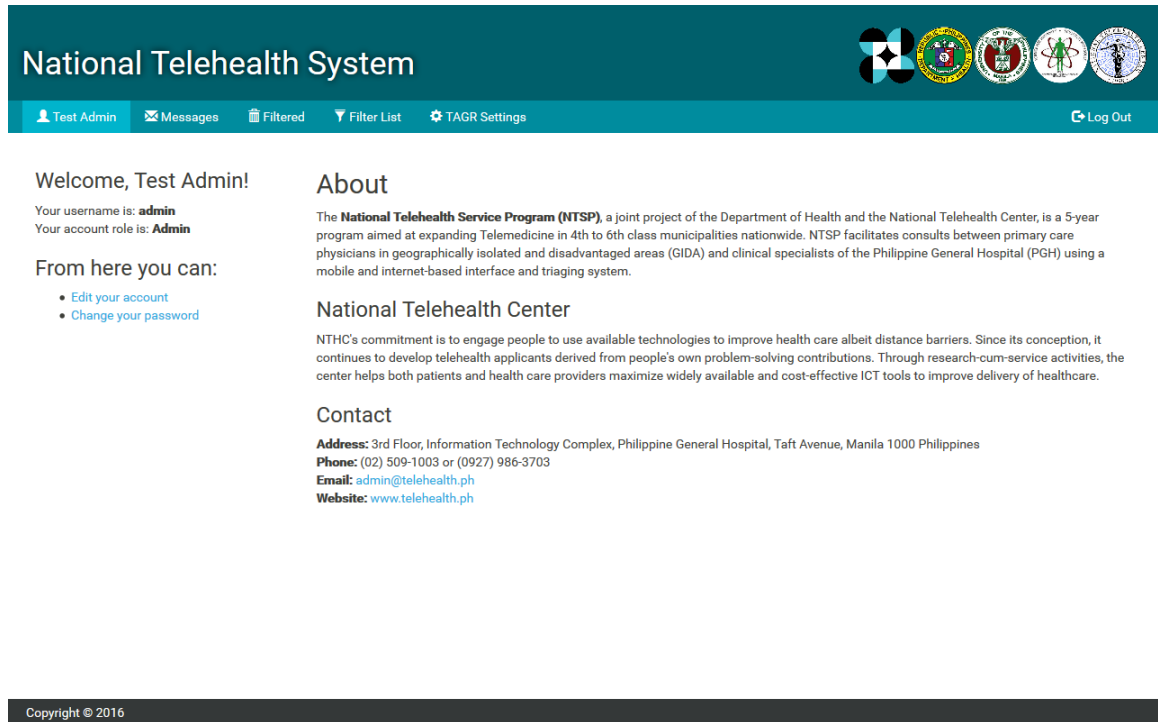 National Telehealth System
Test Admin Messages Filtered Filter List TAGR Settings Log Out
Welcome, Test Admin!
Your username is: admin
Your account role is: Admin
From here you can:
Edit your account
Change your password
About
The National Telehealth Service Program (NTSP), a joint project of the Department of Health and the National Telehealth Center, is a 5-year
program aimed at expanding Telemedicine in 4th to 6th class municipalities nationwide. NTSP facilitates consults between primary care
physicians in geographically isolated and disadvantaged areas (GIDA) and clinical specialists of the Philippine General Hospital (PGH) using a
mobile and internet-based interface and triaging system.
National Telehealth Center
NTHC's commitment is to engage people to use available technologies to improve health care albeit distance barriers. Since its conception, it
continues to develop telehealth applicants derived from people's own problem-solving contributions. Through research-cum-service activities, the
center helps both patients and health care providers maximize widely available and cost-effective ICT tools to improve delivery of healthcare.
Contact
Address: 3rd Floor, Information Technology Complex, Philippine General Hospital, Taft Avenue, Manila 1000 Philippines
Phone: (02) 509-1003 or (0927) 986-3703
Email: admin@telehealth.ph
Website: www.telehealth.ph
Copyright © 2016